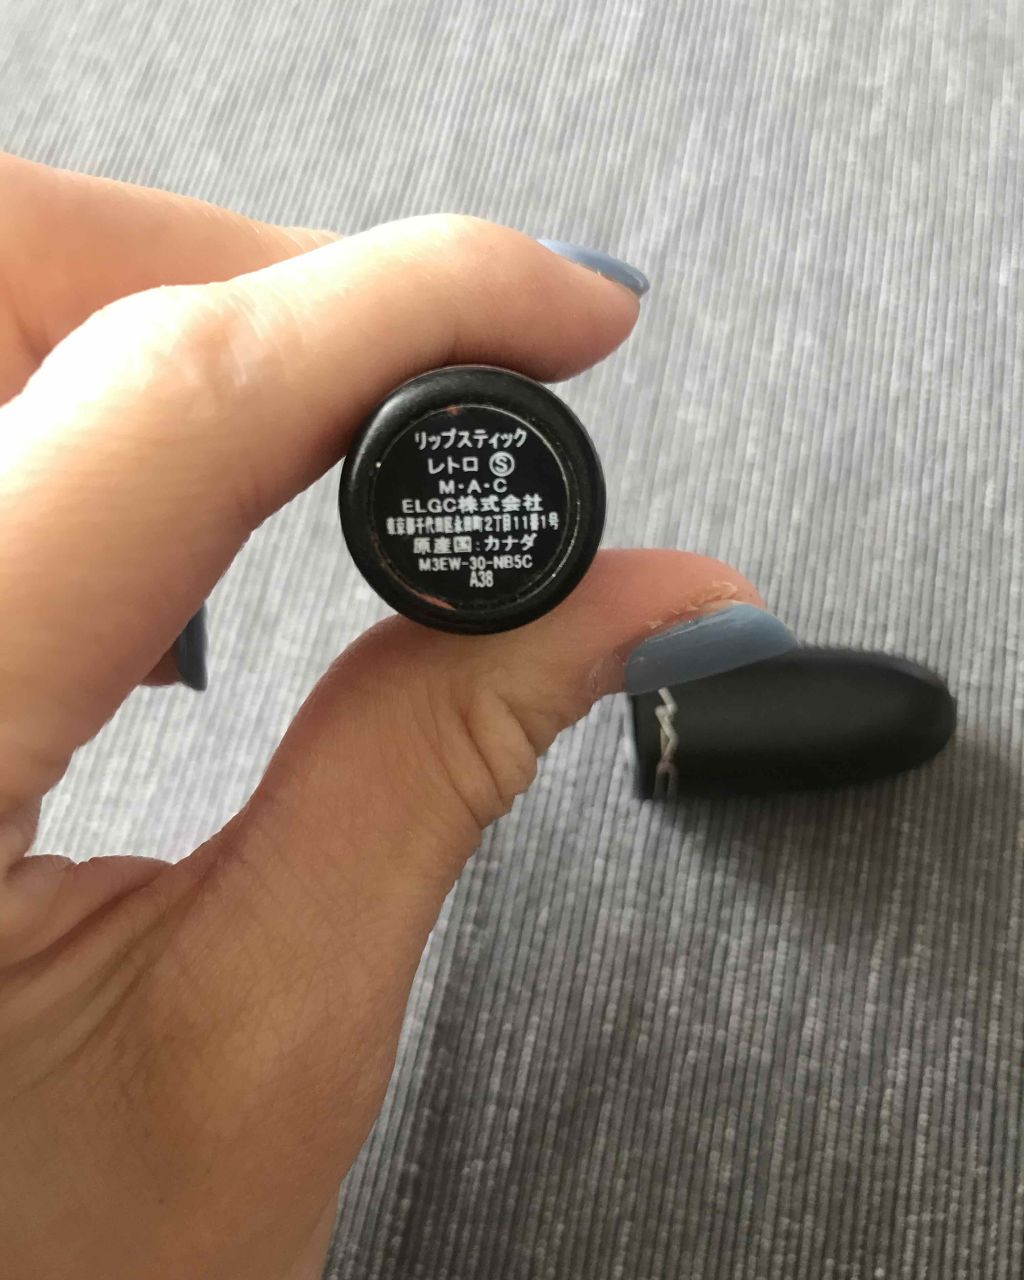 リップスティック
レトロ Ⓢ
M・A・C
ELGC株式会社
東京都千代田区永田町2丁目11番1号
原産国:カナダ
M3EW-30-NB5C
A38
MAC